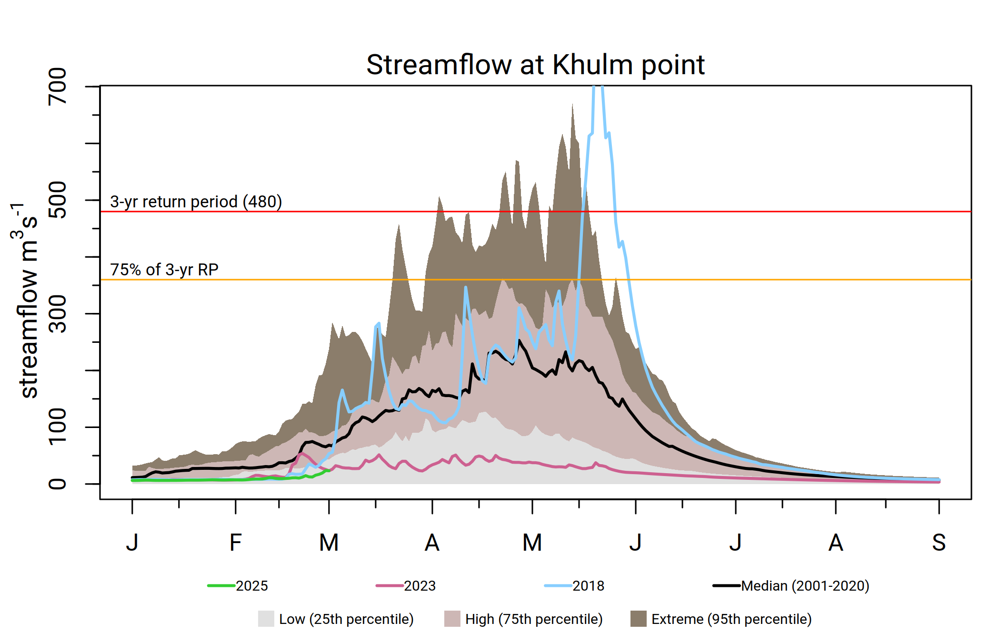 Streamflow at Khulm point
streamflow m³s⁻¹
700
500
300
100
0
3-yr return period (480)
75% of 3-yr RP
J F M A M J J A S
2025 2023 2018 Median (2001-2020)
Low (25th percentile) High (75th percentile) Extreme (95th percentile)